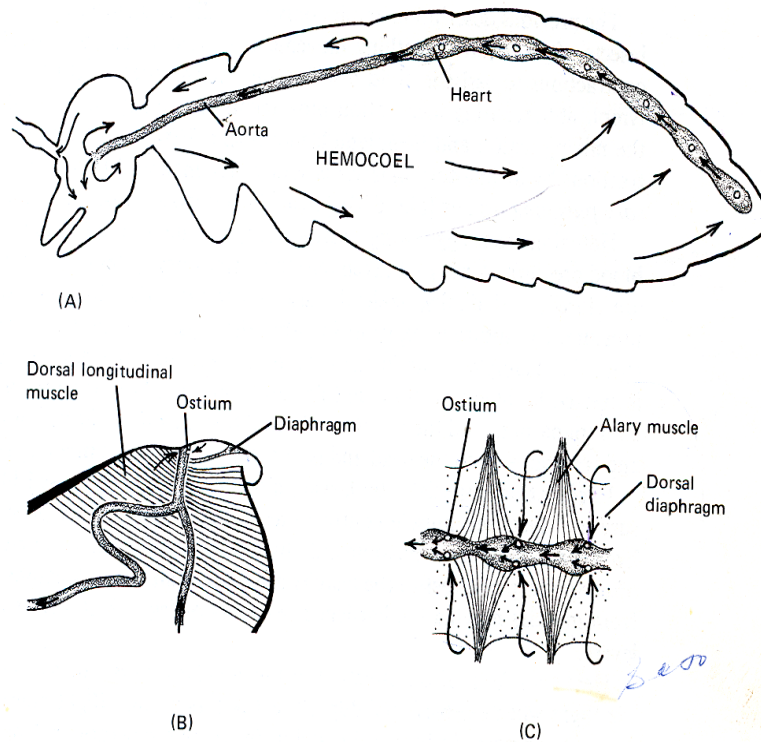 Heart
Aorta
HEMOCOEL
(A)
Dorsal longitudinal
muscle
Ostium
Diaphragm
(B)
Ostium
Alary muscle
Dorsal
diaphragm
(C)